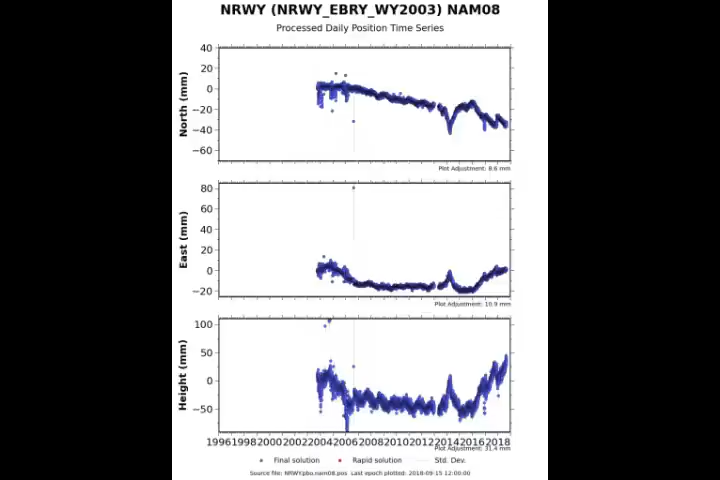 NRWY (NRWY_EBRY_WY2003) NAM08
Processed Daily Position Time Series
40
20
0
−20
−40
−60
North (mm)
Plot Adjustment: 8.6 mm
80
60
40
20
0
−20
East (mm)
Plot Adjustment: 10.9 mm
100
50
0
−50
Height (mm)
1996 1998 2000 2002 2004 2006 2008 2010 2012 2014 2016 2018
Plot Adjustment: 31.4 mm
Final solution Rapid solution Std. Dev.
Source file: NRWY.pbo.nam08.pos Last epoch plotted: 2018-09-15 12:00:00